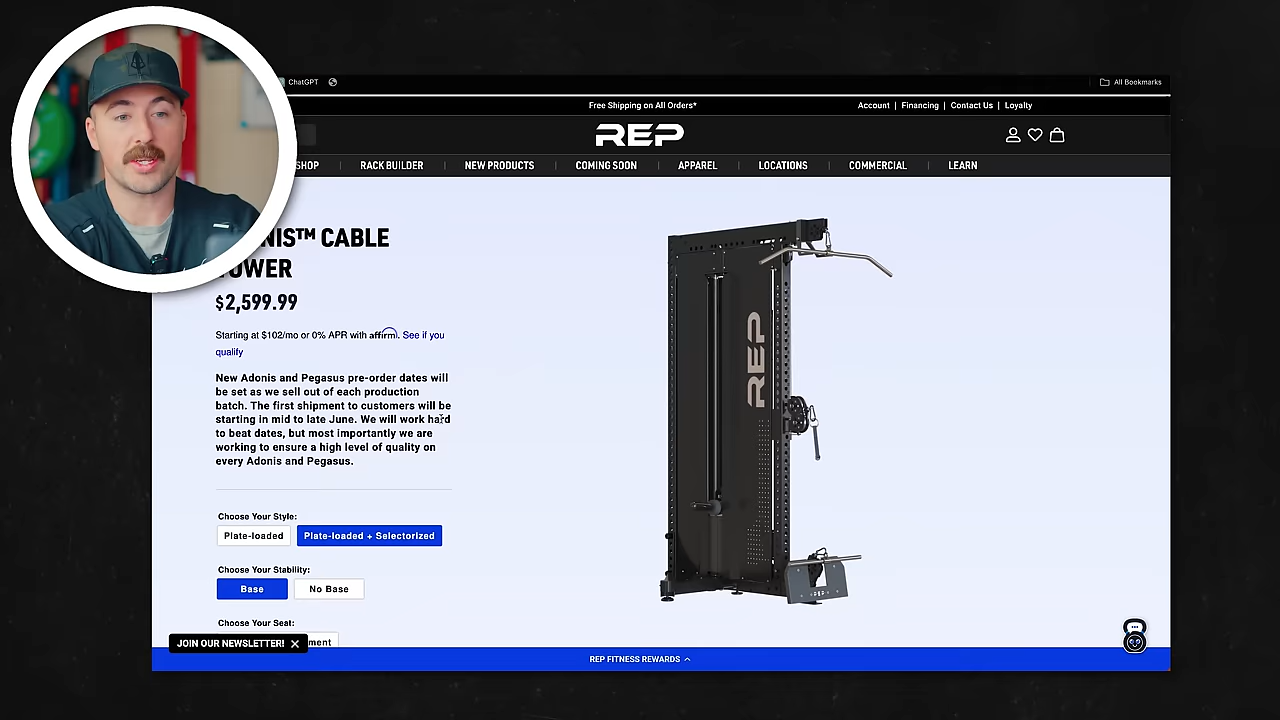 ChatGPT
All Bookmarks
Free Shipping on All Orders*
Account | Financing | Contact Us | Loyalty
REP
SHOP | RACK BUILDER | NEW PRODUCTS | COMING SOON | APPAREL | LOCATIONS | COMMERCIAL | LEARN
NIS™ CABLE
TOWER
$2,599.99
Starting at $102/mo or 0% APR with affirm. See if you
qualify
New Adonis and Pegasus pre-order dates will
be set as we sell out of each production
batch. The first shipment to customers will be
starting in mid to late June. We will work hard
to beat dates, but most importantly we are
working to ensure a high level of quality on
every Adonis and Pegasus.
Choose Your Style:
Plate-loaded
Plate-loaded + Selectorized
Choose Your Stability:
Base
No Base
Choose Your Seat:
ment
JOIN OUR NEWSLETTER! ×
REP FITNESS REWARDS
REP
REP